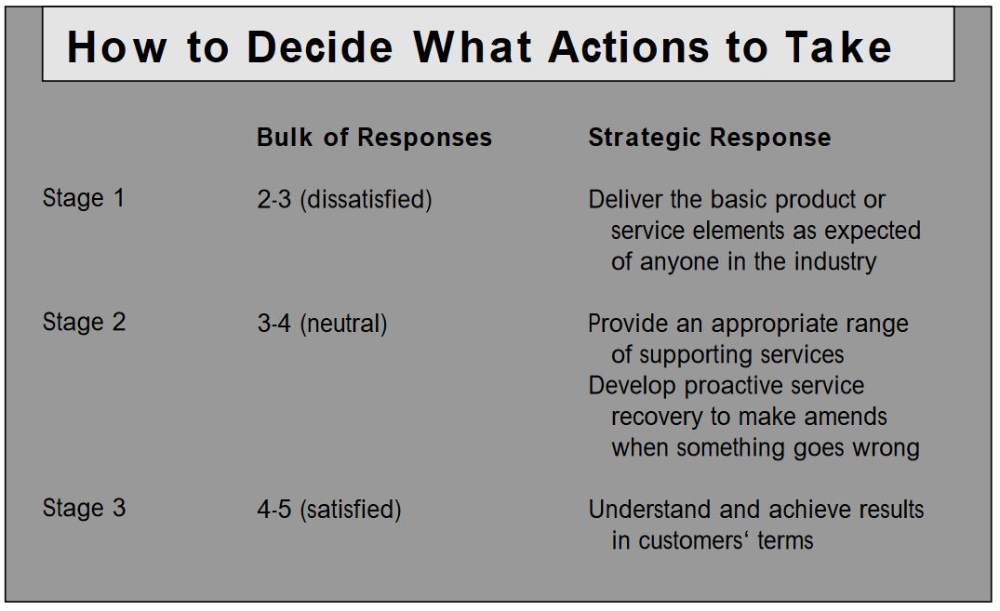 How to Decide What Actions to Take
Bulk of Responses Strategic Response
Stage 1 2-3 (dissatisfied) Deliver the basic product or
service elements as expected
of anyone in the industry
Stage 2 3-4 (neutral) Provide an appropriate range
of supporting services
Develop proactive service
recovery to make amends
when something goes wrong
Stage 3 4-5 (satisfied) Understand and achieve results
in customers‘ terms